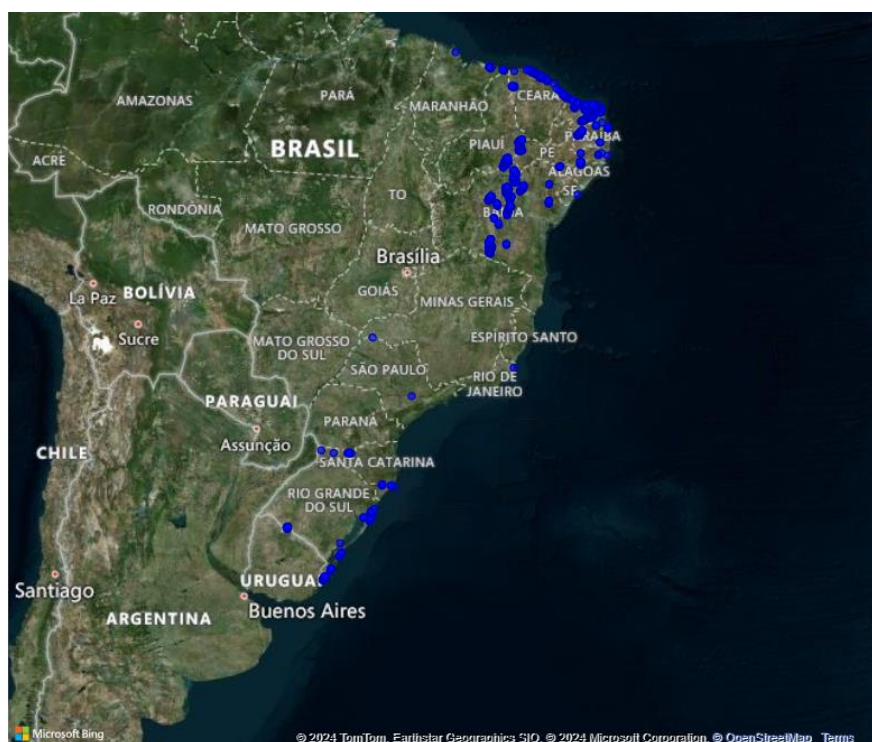 AMAZONAS
PARÁ
MARANHÃO
CEARÁ
BRASIL
PIAUÍ
PARAÍBA
PE
ACRE
ALAGOAS
TO
SE
RONDÔNIA
BAHIA
MATO GROSSO
Brasília
La Paz
BOLÍVIA
GOIÁS
MINAS GERAIS
Sucre
MATO GROSSO
DO SUL
ESPÍRITO SANTO
SÃO PAULO
RIO DE
JANEIRO
PARAGUAI
PARANÁ
Assunção
CHILE
SANTA CATARINA
RIO GRANDE
DO SUL
Santiago
URUGUAI
Buenos Aires
ARGENTINA
Microsoft Bing
© 2024 TomTom, Earthstar Geographics SIO, © 2024 Microsoft Corporation, © OpenStreetMap Terms